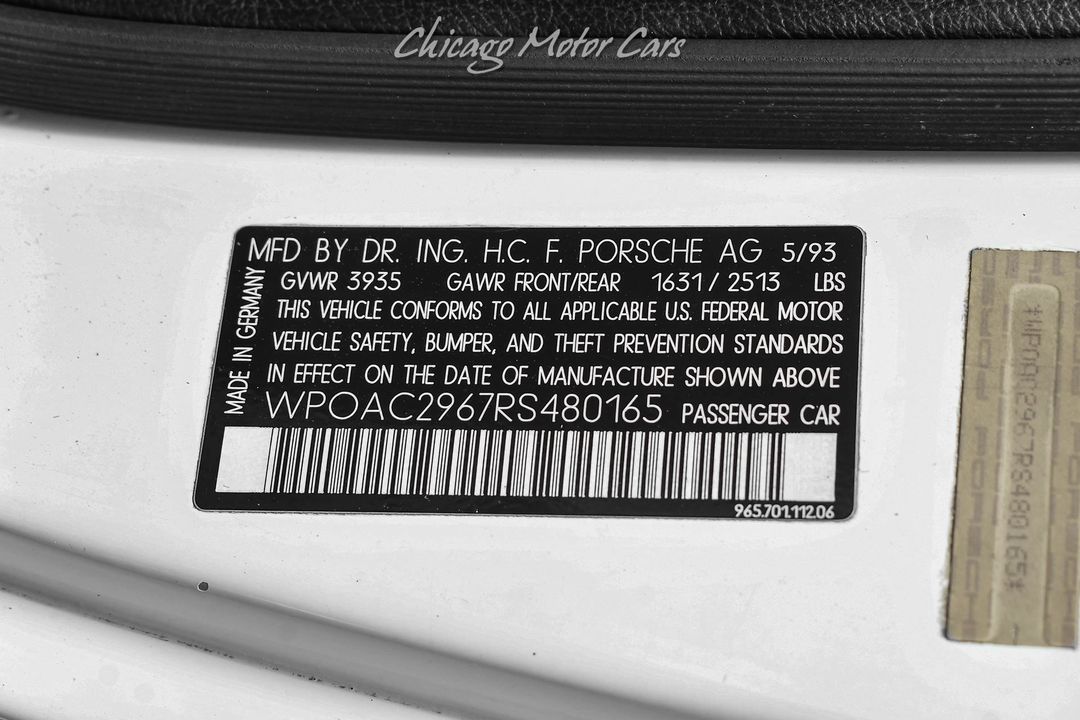 Chicago Motor Cars
MFD BY DR. ING. H.C. F. PORSCHE AG 5/93
GVWR 3935 GAWR FRONT/REAR 1631 / 2513 LBS
THIS VEHICLE CONFORMS TO ALL APPLICABLE U.S. FEDERAL MOTOR
VEHICLE SAFETY, BUMPER, AND THEFT PREVENTION STANDARDS
IN EFFECT ON THE DATE OF MANUFACTURE SHOWN ABOVE
WP0AC2967RS480165 PASSENGER CAR
MADE IN GERMANY
965.701.112.06
*WP0AC2967RS480165*